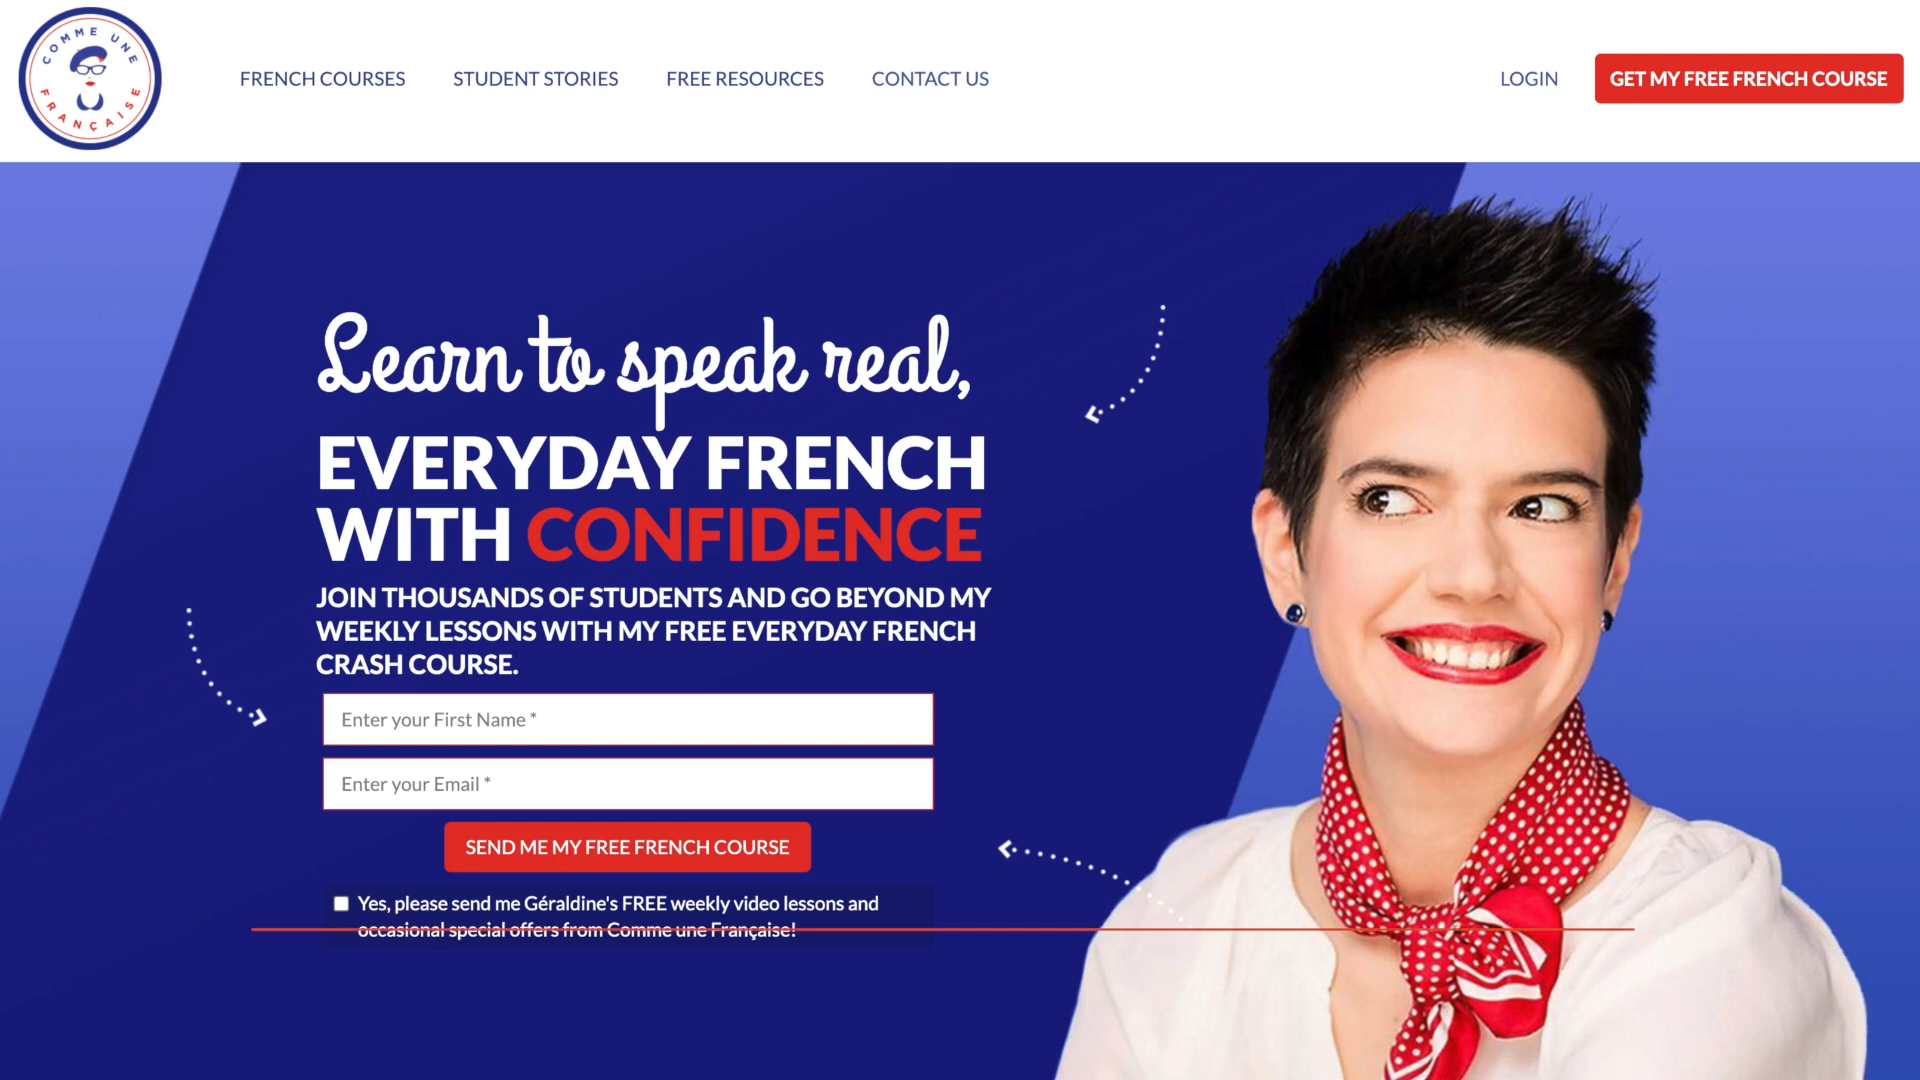 COMME UNE
FRANÇAISE
FRENCH COURSES
STUDENT STORIES
FREE RESOURCES
CONTACT US
LOGIN
GET MY FREE FRENCH COURSE
Learn to speak real,
EVERYDAY FRENCH
WITH CONFIDENCE
JOIN THOUSANDS OF STUDENTS AND GO BEYOND MY
WEEKLY LESSONS WITH MY FREE EVERYDAY FRENCH
CRASH COURSE.
Enter your First Name *
Enter your Email *
SEND ME MY FREE FRENCH COURSE
Yes, please send me Géraldine's FREE weekly video lessons and
occasional special offers from Comme une Française!